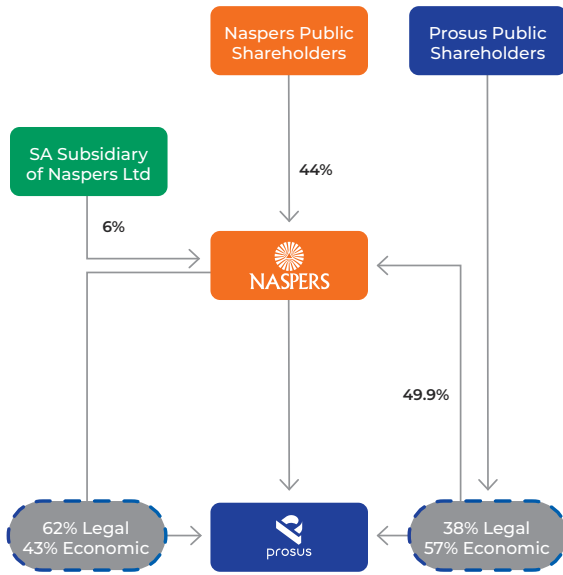 Naspers Public
Shareholders
Prosus Public
Shareholders
SA Subsidiary
of Naspers Ltd
44%
6%
NASPERS
49.9%
62% Legal
43% Economic
prosus
38% Legal
57% Economic